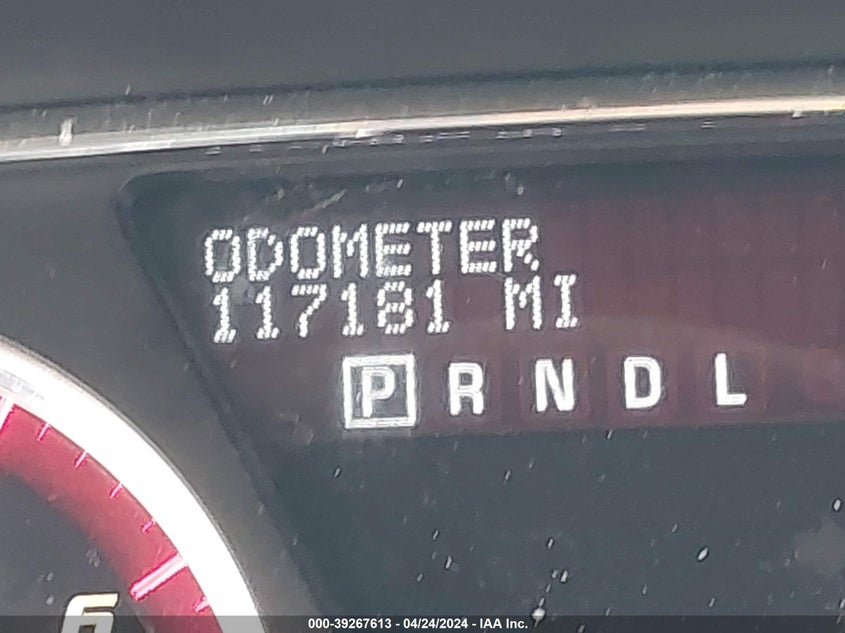 ODOMETER
117181 MI
P R N D L
6
000-39267613 - 04/24/2024 - IAA Inc.